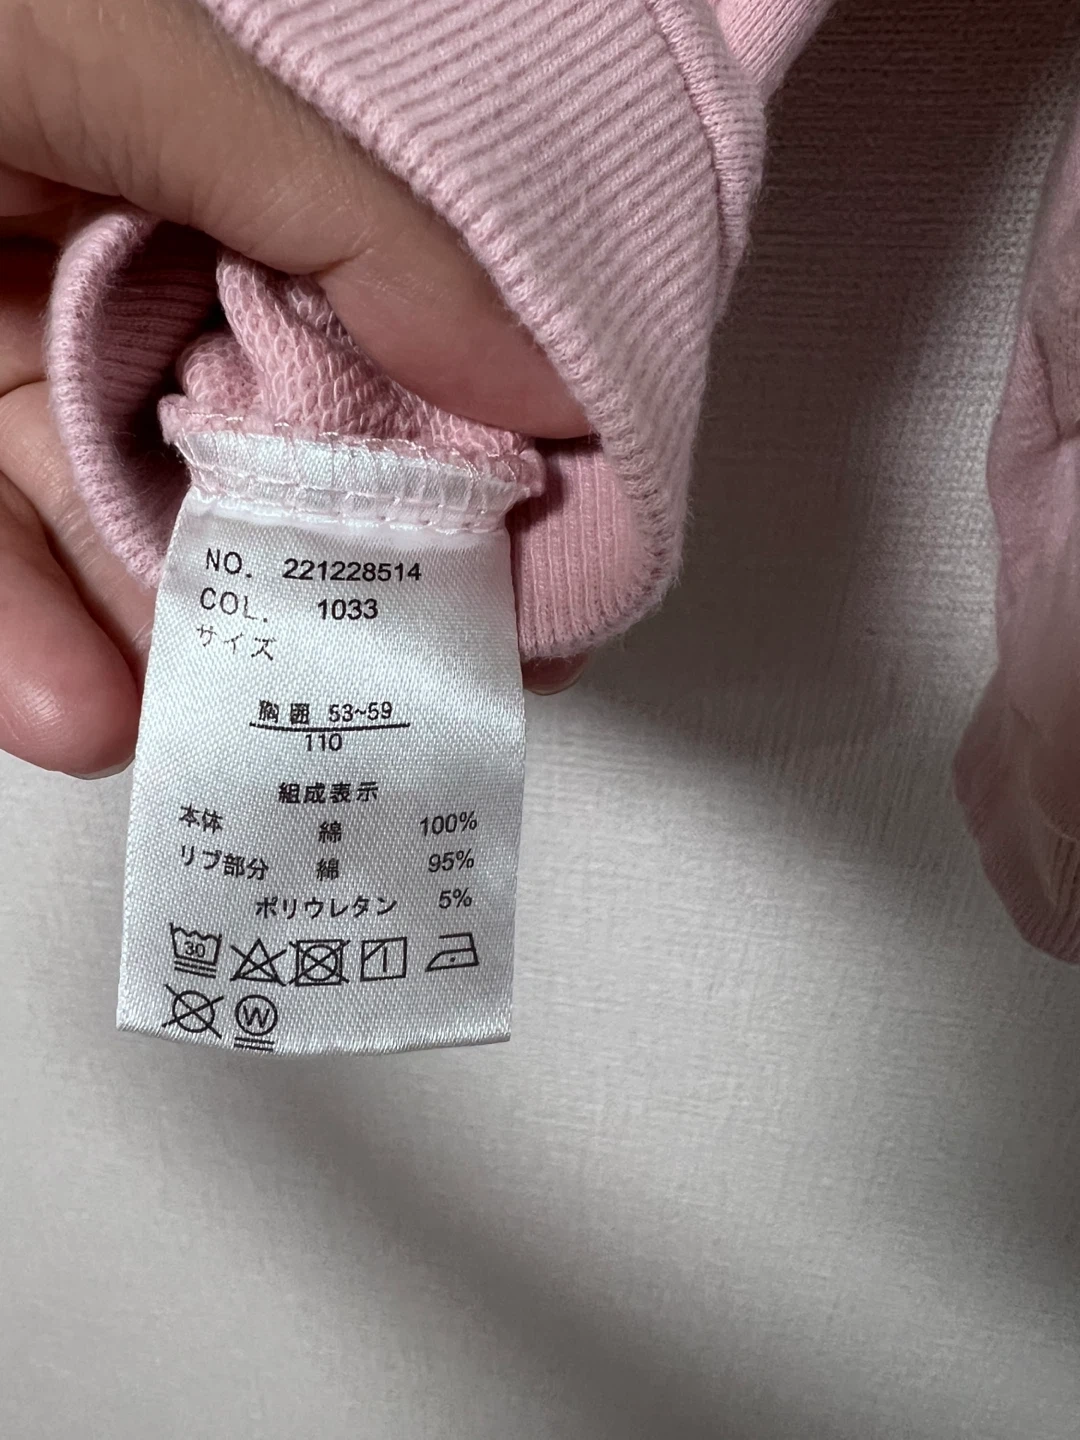 NO. 221228514
COL. 1033
サイズ
胸囲 53~59
110
組成表示
本体 綿 100%
リブ部分 綿 95%
ポリウレタン 5%
30
W